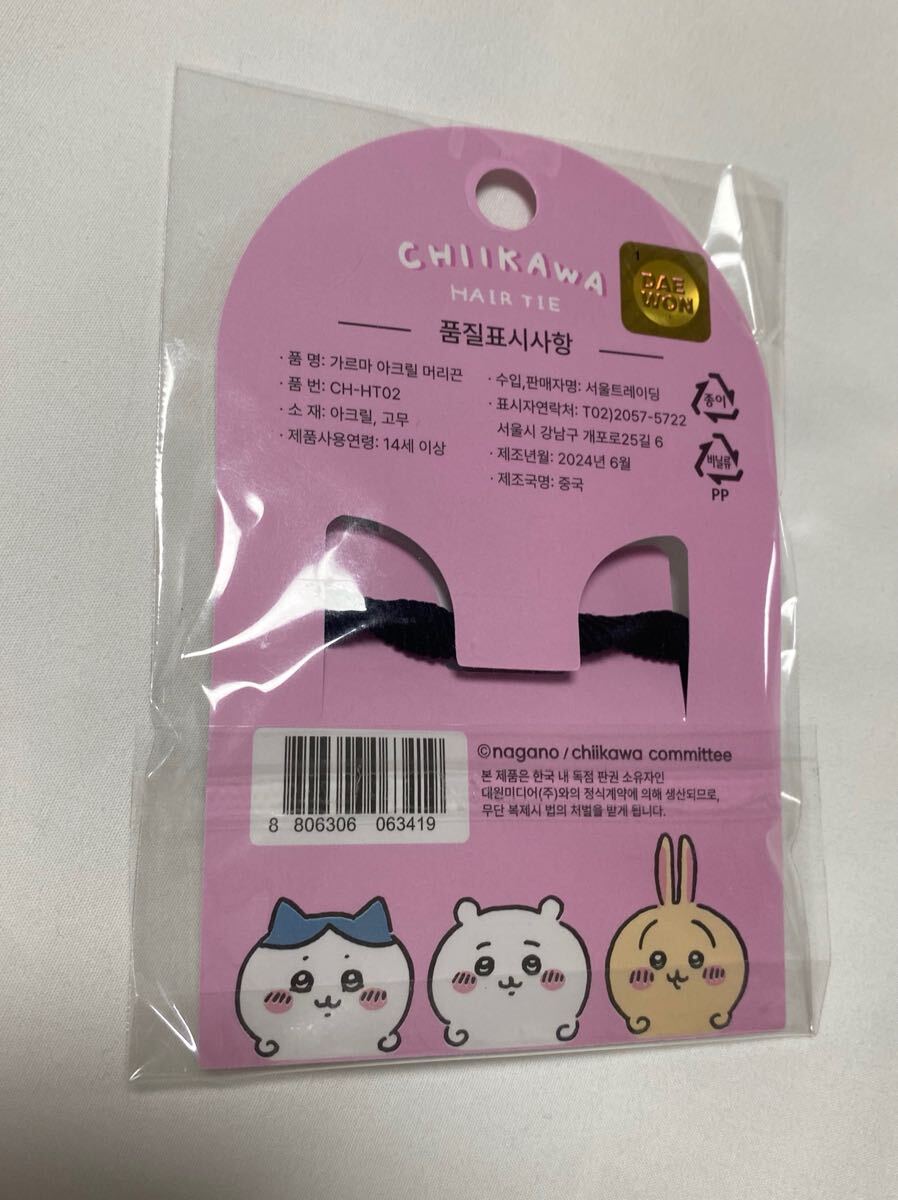 CHIIKAWA
HAIR TIE
1
DAE
WON
품질표시사항
· 품 명: 가르마 아크릴 머리끈
· 품 번: CH-HT02
· 소 재: 아크릴, 고무
· 제품사용연령: 14세 이상
· 수입,판매자명: 서울트레이딩
· 표시자연락처: T02)2057-5722
서울시 강남구 개포로25길 6
· 제조년월: 2024년 6월
· 제조국명: 중국
종이
비닐류
PP
©nagano / chiikawa committee
본 제품은 한국 내 독점 판권 소유자인
대원미디어(주)와의 정식계약에 의해 생산되므로,
무단 복제시 법의 처벌을 받게 됩니다.
8 806306 063419